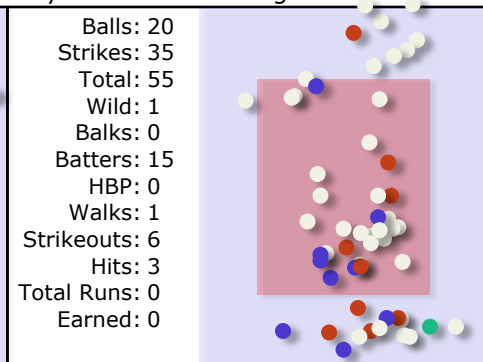 Balls: 20
Strikes: 35
Total: 55
Wild: 1
Balks: 0
Batters: 15
HBP: 0
Walks: 1
Strikeouts: 6
Hits: 3
Total Runs: 0
Earned: 0